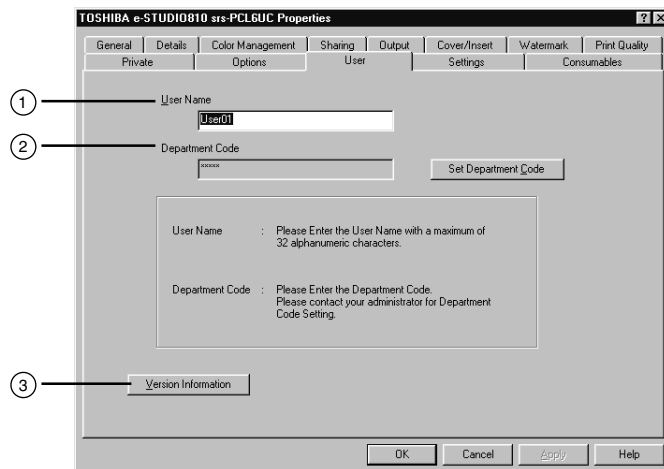 TOSHIBA e-STUDIO810 srs-PCL6UC Properties
General Details Color Management Sharing Output Cover/Insert Watermark Print Quality
Private Options User Settings Consumables
1 User Name
User01
2 Department Code
xxxxx Set Department Code
User Name : Please Enter the User Name with a maximum of
32 alphanumeric characters.
Department Code : Please Enter the Department Code.
Please contact your administrator for Department
Code Setting.
3 Version Information
OK Cancel Apply Help